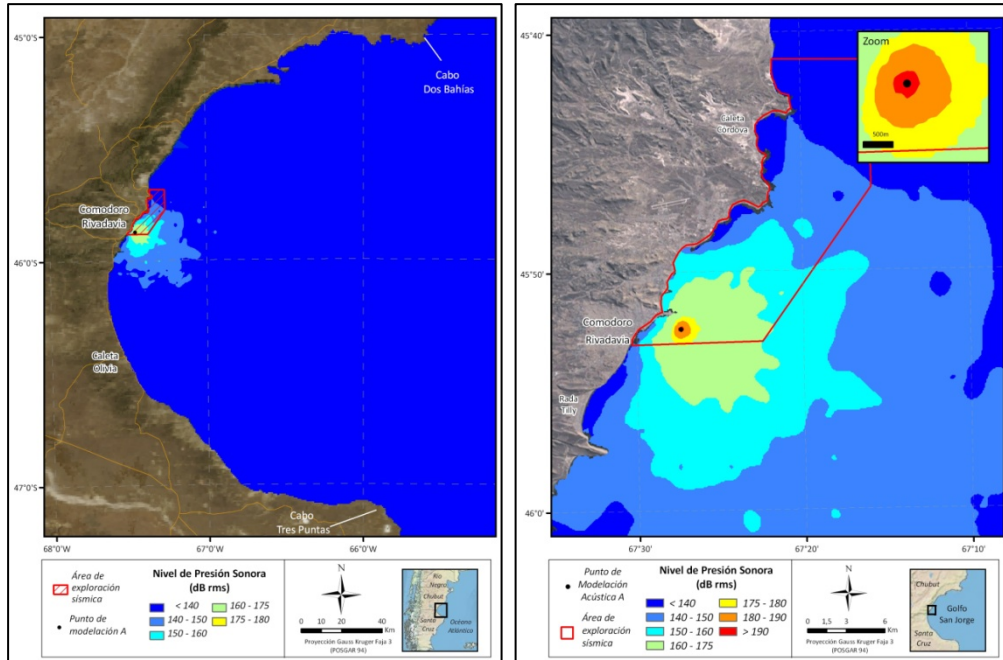 45°0'S
Cabo
Dos Bahías
Comodoro
Rivadavia
46°0'S
Caleta
Olivia
47°0'S
Cabo
Tres Puntas
68°0'W
67°0'W
66°0'W
Área de
exploración
sísmica
Punto de
modelación A
Nivel de Presión Sonora
(dB rms)
< 140
140 - 150
150 - 160
160 - 175
175 - 180
N
0 10 20 40
Km
Proyección Gauss Kruger Faja 3
(POSGAR 94)
Río
Negro
Chubut
Santa
Cruz
Océano
Atlántico
45°40'
Zoom
500m
Caleta
Córdova
45°50'
Comodoro
Rivadavia
Rada
Tilly
46°0'
67°30'
67°20'
67°10'
Punto de
Modelación
Acústica A
Área de
exploración
sísmica
Nivel de Presión Sonora
(dB rms)
< 140
140 - 150
150 - 160
160 - 175
175 - 180
180 - 190
> 190
N
0 1,5 3 6
Km
Proyección Gauss Kruger Faja 3
(POSGAR 94)
Chubut
Golfo
San Jorge
Santa
Cruz